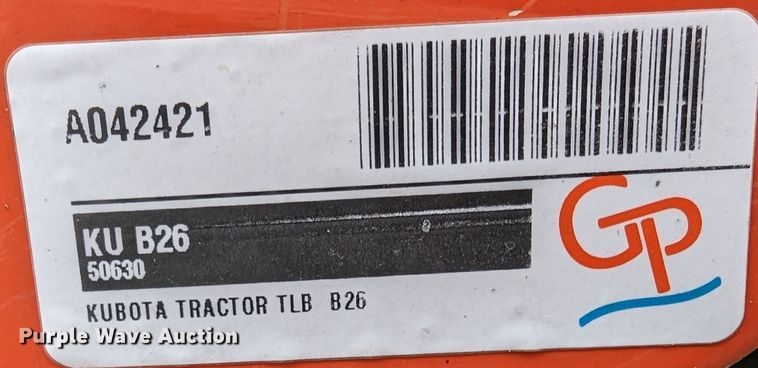 A042421
KU B26
50630
KUBOTA TRACTOR TLB B26
GP
Purple Wave Auction